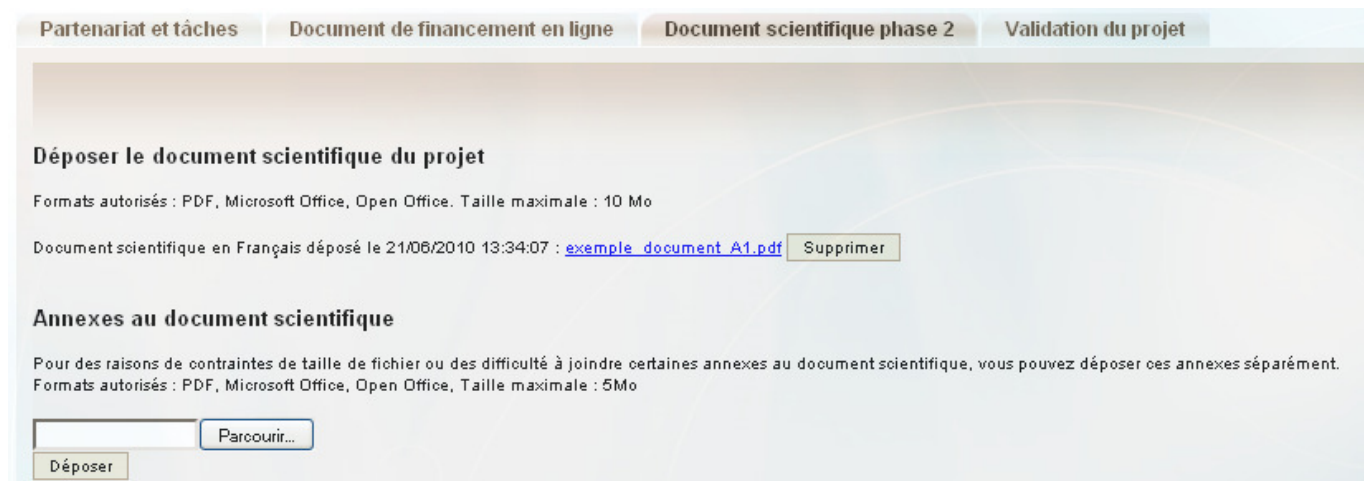 Partenariat et tâches Document de financement en ligne Document scientifique phase 2 Validation du projet
Déposer le document scientifique du projet
Formats autorisés : PDF, Microsoft Office, Open Office. Taille maximale : 10 Mo
Document scientifique en Français déposé le 21/06/2010 13:34:07 : exemple_document_A1.pdf Supprimer
Annexes au document scientifique
Pour des raisons de contraintes de taille de fichier ou des difficulté à joindre certaines annexes au document scientifique, vous pouvez déposer ces annexes séparément.
Formats autorisés : PDF, Microsoft Office, Open Office, Taille maximale : 5Mo
Parcourir...
Déposer